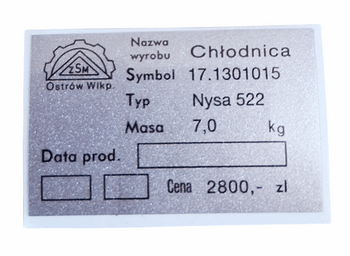 Nazwa
wyrobu Chłodnica
ZSM
Ostrów Wlkp.
Symbol 17.1301015
Typ Nysa 522
Masa 7,0 kg
Data prod.
Cena 2800,- zl